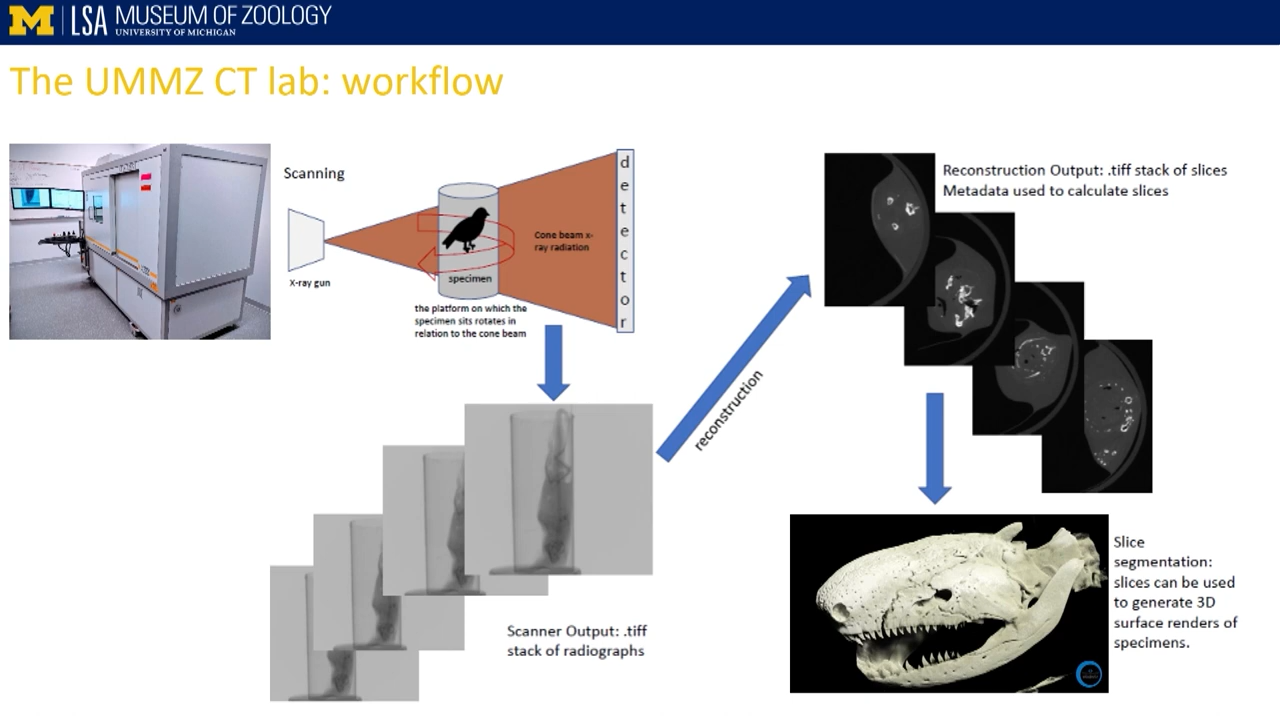 M LSA MUSEUM OF ZOOLOGY
UNIVERSITY OF MICHIGAN
The UMMZ CT lab: workflow
Scanning
X-ray gun
specimen
Cone beam x-
ray radiation
detector
the platform on which the
specimen sits rotates in
relation to the cone beam
Scanner Output: .tiff
stack of radiographs
reconstruction
Reconstruction Output: .tiff stack of slices
Metadata used to calculate slices
Slice
segmentation:
slices can be used
to generate 3D
surface renders of
specimens.